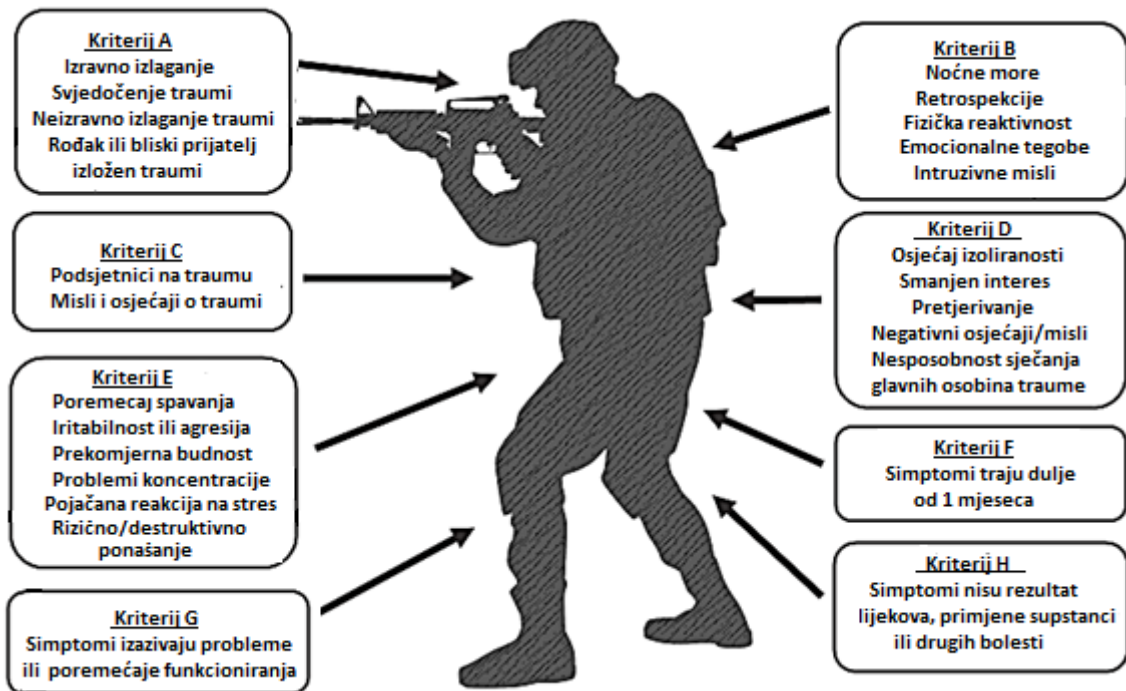 Kriterij A
Izravno izlaganje
Svjedočenje traumi
Neizravno izlaganje traumi
Rođak ili bliski prijatelj
izložen traumi
Kriterij B
Noćne more
Retrospekcije
Fizička reaktivnost
Emocionalne tegobe
Intruzivne misli
Kriterij C
Podsjetnici na traumu
Misli i osjećaji o traumi
Kriterij D
Osjećaj izoliranosti
Smanjen interes
Pretjerivanje
Negativni osjećaji/misli
Nesposobnost sječanja
glavnih osobina traume
Kriterij E
Poremecaj spavanja
Iritabilnost ili agresija
Prekomjerna budnost
Problemi koncentracije
Pojačana reakcija na stres
Rizično/destruktivno
ponašanje
Kriterij F
Simptomi traju dulje
od 1 mjeseca
Kriterij G
Simptomi izazivaju probleme
ili poremećaje funkcioniranja
Kriterij H
Simptomi nisu rezultat
lijekova, primjene supstanci
ili drugih bolesti